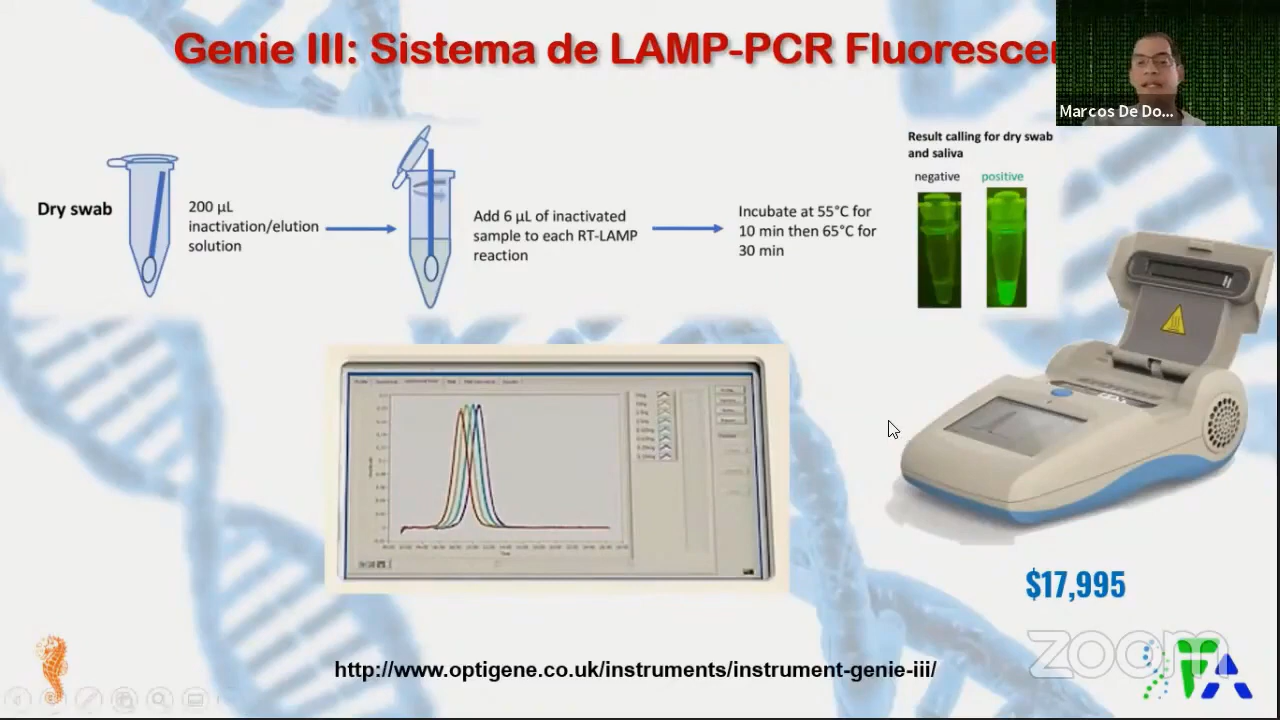 Genie III: Sistema de LAMP-PCR Fluorescen
Marcos De Do...
Dry swab
200 µL
inactivation/elution
solution
Add 6 µL of inactivated
sample to each RT-LAMP
reaction
Incubate at 55°C for
10 min then 65°C for
30 min
Result calling for dry swab
and saliva
negative
positive
$17,995
http://www.optigene.co.uk/instruments/instrument-genie-iii/
zoom